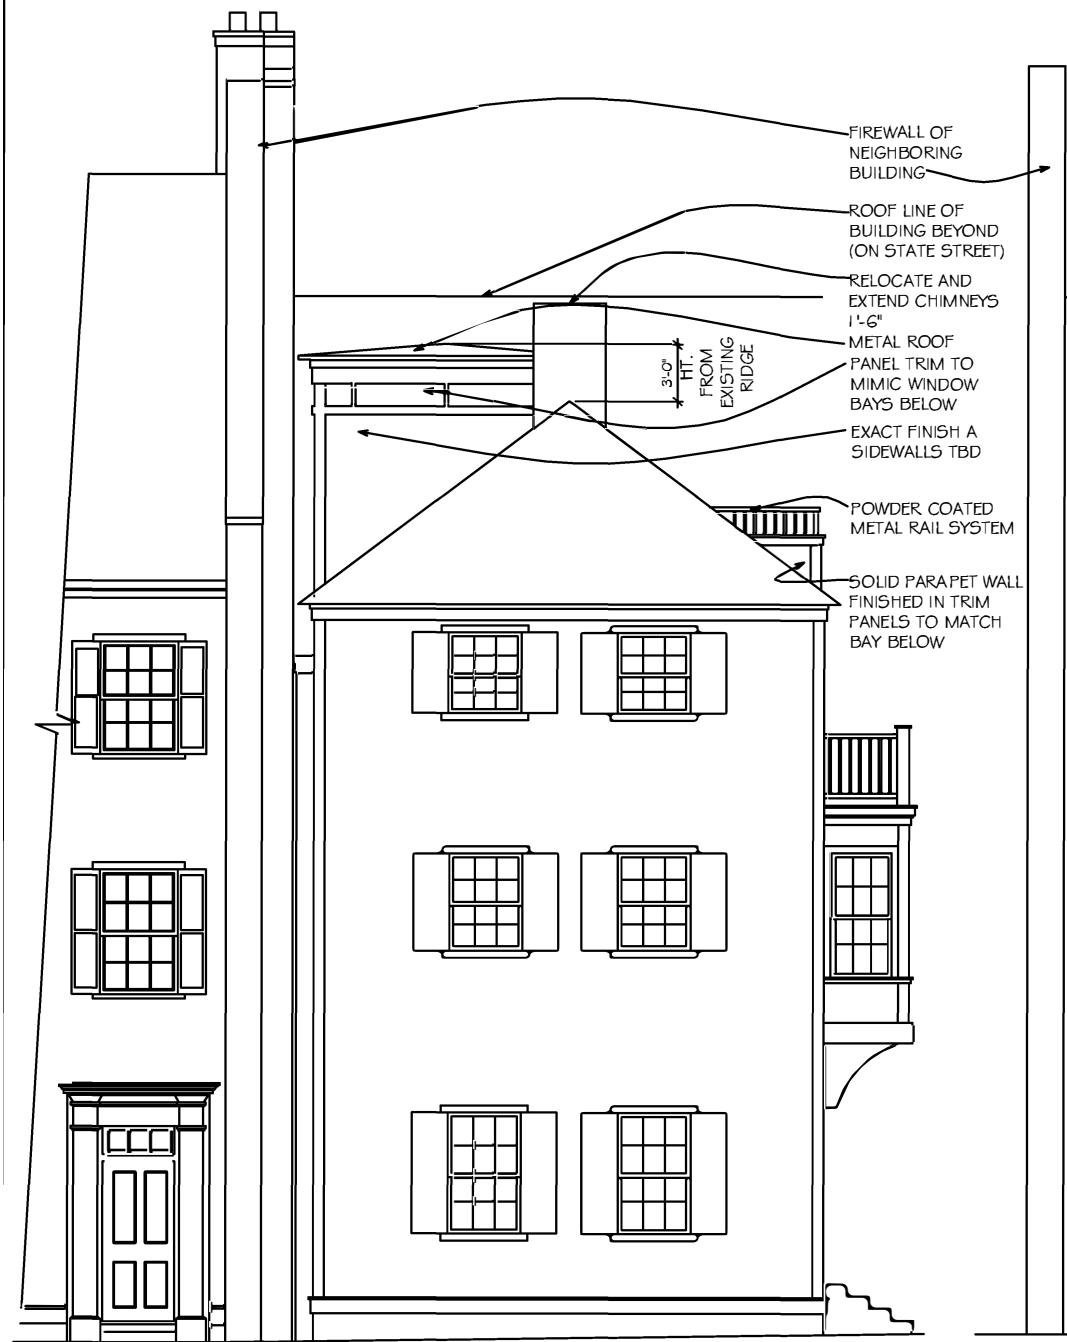 FIREWALL OF
NEIGHBORING
BUILDING
ROOF LINE OF
BUILDING BEYOND
(ON STATE STREET)
RELOCATE AND
EXTEND CHIMNEYS
1'-6"
METAL ROOF
PANEL TRIM TO
MIMIC WINDOW
BAYS BELOW
3'-0"
HT.
FROM
EXISTING
RIDGE
EXACT FINISH A
SIDEWALLS TBD
POWDER COATED
METAL RAIL SYSTEM
SOLID PARAPET WALL
FINISHED IN TRIM
PANELS TO MATCH
BAY BELOW